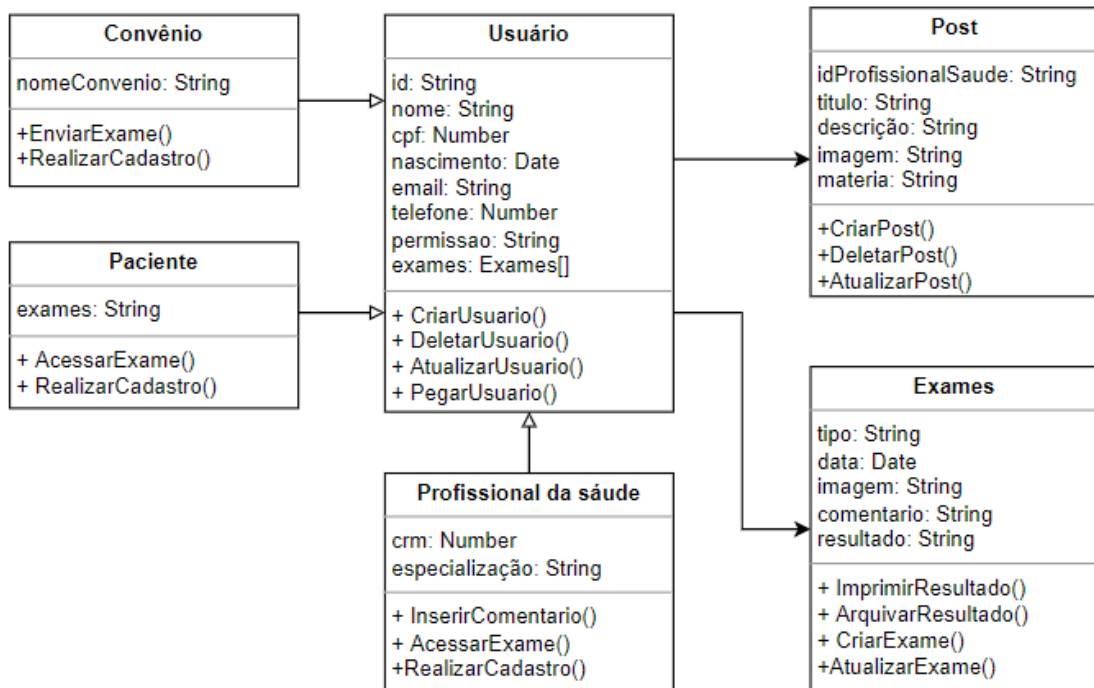 Convênio
nomeConvenio: String
+EnviarExame()
+RealizarCadastro()
Paciente
exames: String
+ AcessarExame()
+ RealizarCadastro()
Usuário
id: String
nome: String
cpf: Number
nascimento: Date
email: String
telefone: Number
permissao: String
exames: Exames[]
+ CriarUsuario()
+ DeletarUsuario()
+ AtualizarUsuario()
+ PegarUsuario()
Profissional da sáude
crm: Number
especialização: String
+ InserirComentario()
+ AcessarExame()
+RealizarCadastro()
Post
idProfissionalSaude: String
titulo: String
descrição: String
imagem: String
materia: String
+CriarPost()
+DeletarPost()
+AtualizarPost()
Exames
tipo: String
data: Date
imagem: String
comentario: String
resultado: String
+ ImprimirResultado()
+ ArquivarResultado()
+ CriarExame()
+AtualizarExame()